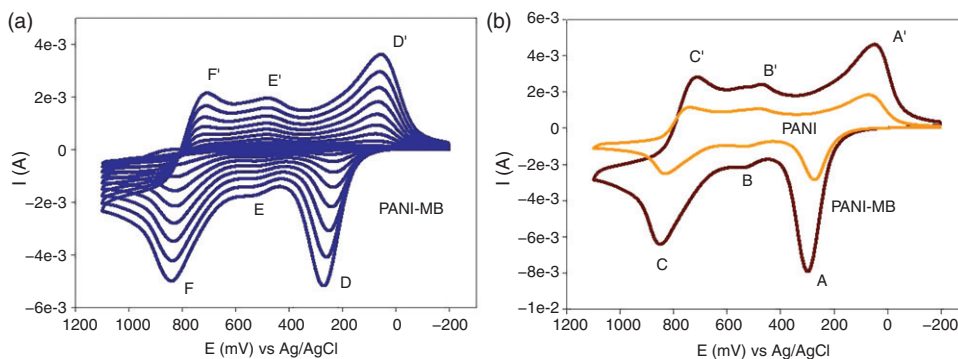 (a)
4e-3
2e-3
0
−2e-3
−4e-3
−6e-3
I (A)
D'
F'
E'
E
PANI-MB
F
D
1200 1000 800 600 400 200 0 −200
E (mV) vs Ag/AgCl
(b)
6e-3
4e-3
2e-3
0
−2e-3
−4e-3
−6e-3
−8e-3
−1e-2
I (A)
A'
C'
B'
PANI
B
PANI-MB
C
A
1200 1000 800 600 400 200 0 −200
E (mV) vs Ag/AgCl